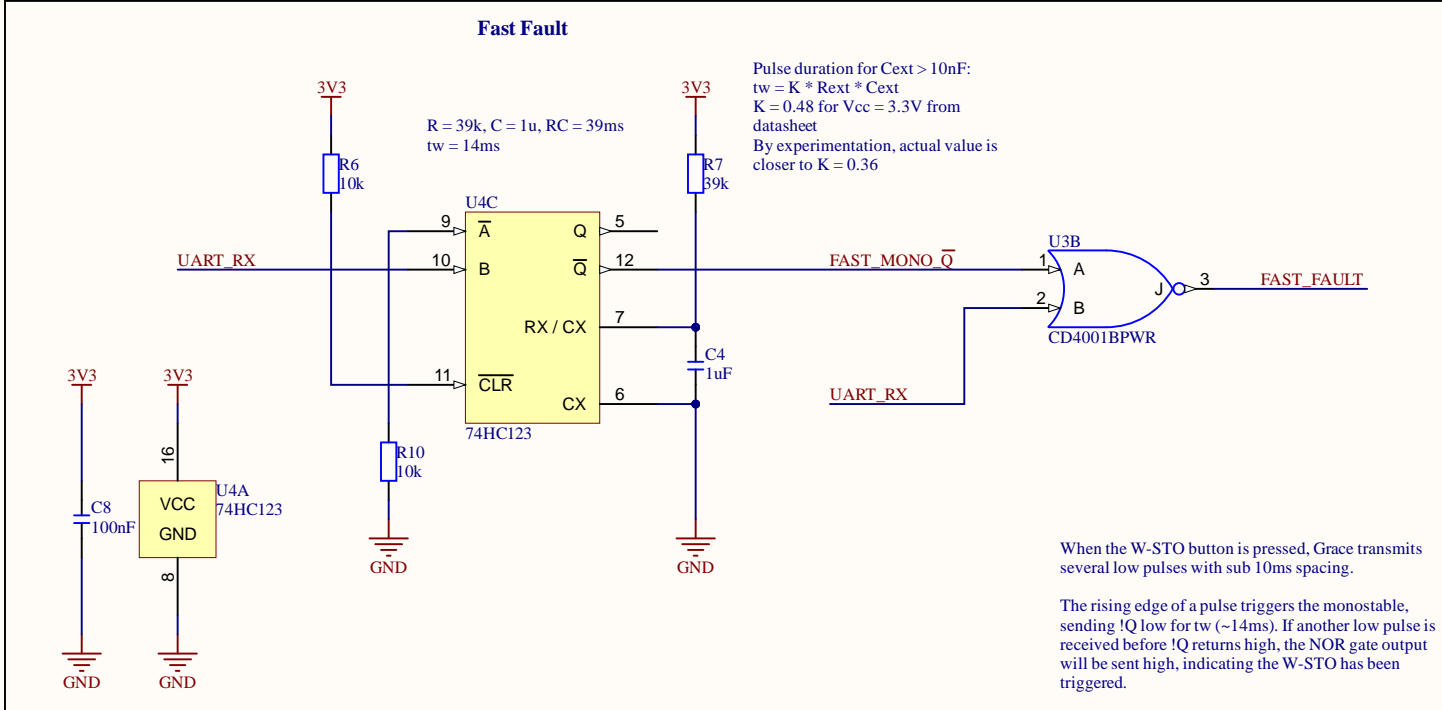 Fast Fault
Pulse duration for Cext > 10nF:
tw = K * Rext * Cext
K = 0.48 for Vcc = 3.3V from
datasheet
By experimentation, actual value is
closer to K = 0.36
3V3
3V3
R = 39k, C = 1u, RC = 39ms
tw = 14ms
R6
10k
R7
39k
U4C
9
A̅
Q
5
UART_RX
10
B
Q̅
12
FAST_MONO_Q̅
RX / CX
7
11
C̅L̅R̅
CX
6
74HC123
C4
1uF
U3B
1
A
2
B
J
3
FAST_FAULT
CD4001BPWR
UART_RX
R10
10k
GND
GND
3V3
3V3
C8
100nF
16
VCC
GND
8
U4A
74HC123
GND
GND
When the W-STO button is pressed, Grace transmits
several low pulses with sub 10ms spacing.
The rising edge of a pulse triggers the monostable,
sending !Q low for tw (~14ms). If another low pulse is
received before !Q returns high, the NOR gate output
will be sent high, indicating the W-STO has been
triggered.